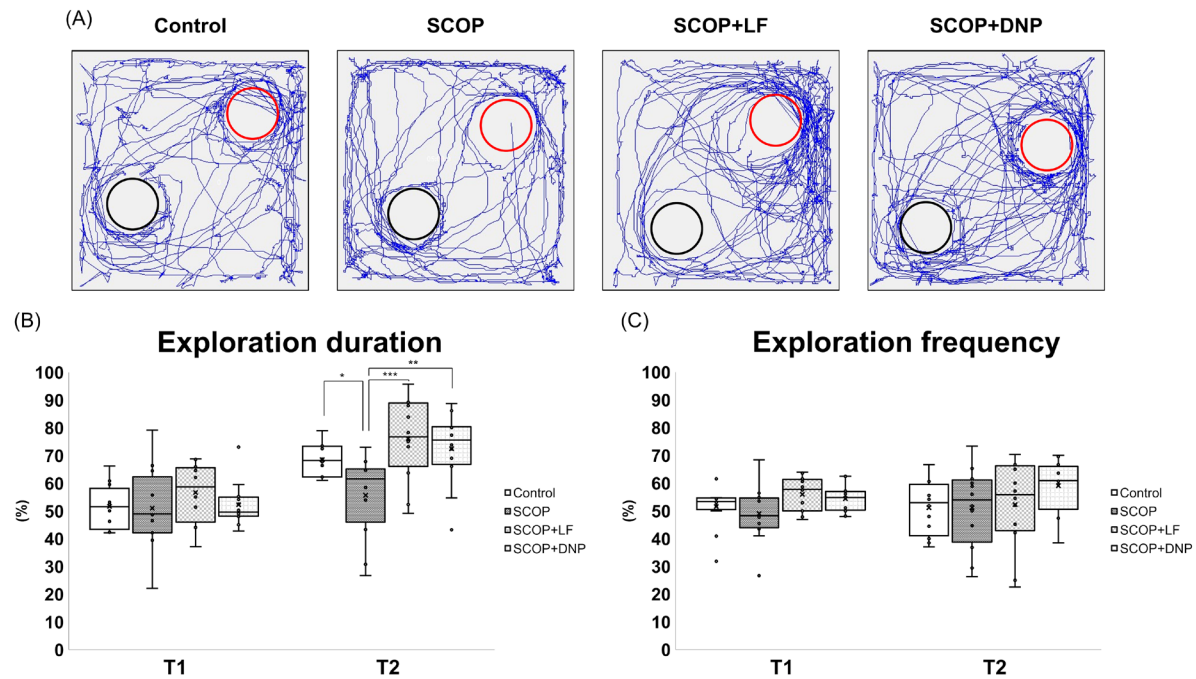 (A)
Control SCOP SCOP+LF SCOP+DNP
(B)
Exploration duration
100
90
80
70
60
50
40
30
20
10
0
(%)
* *** **
T1 T2
Control
SCOP
SCOP+LF
SCOP+DNP
(C)
Exploration frequency
100
90
80
70
60
50
40
30
20
10
0
(%)
T1 T2
Control
SCOP
SCOP+LF
SCOP+DNP